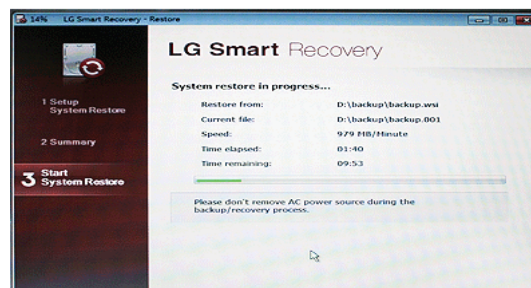 14% LG Smart Recovery - Restore
LG Smart Recovery
System restore in progress...
1 Setup
System Restore
2 Summary
3 Start
System Restore
Restore from: D:\backup\backup.wsi
Current file: D:\backup\backup.001
Speed: 979 MB/Minute
Time elapsed: 01:40
Time remaining: 09:53
Please don't remove AC power source during the
backup/recovery process.